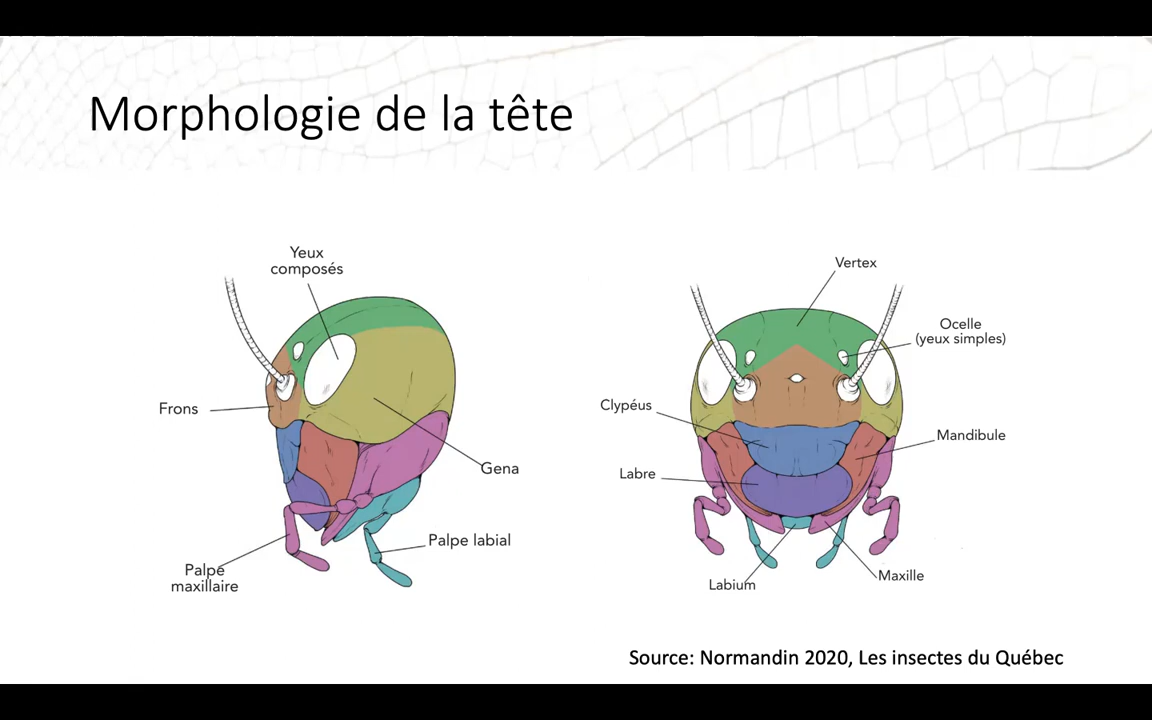 Morphologie de la tête
Yeux
composés
Frons
Gena
Palpe labial
Palpe
maxillaire
Vertex
Ocelle
(yeux simples)
Clypéus
Mandibule
Labre
Labium
Maxille
Source: Normandin 2020, Les insectes du Québec